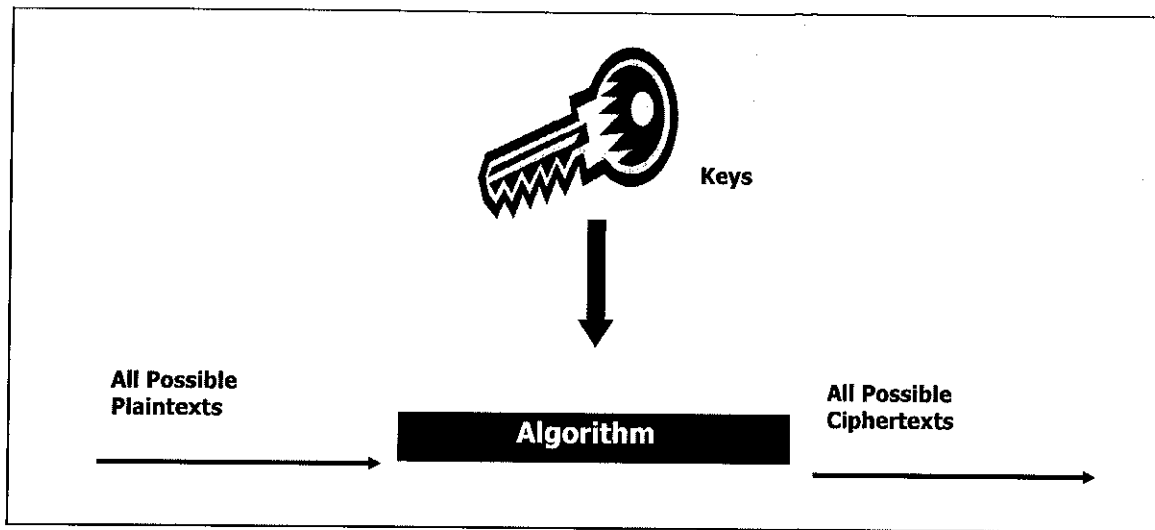 Keys
All Possible
Plaintexts
Algorithm
All Possible
Ciphertexts